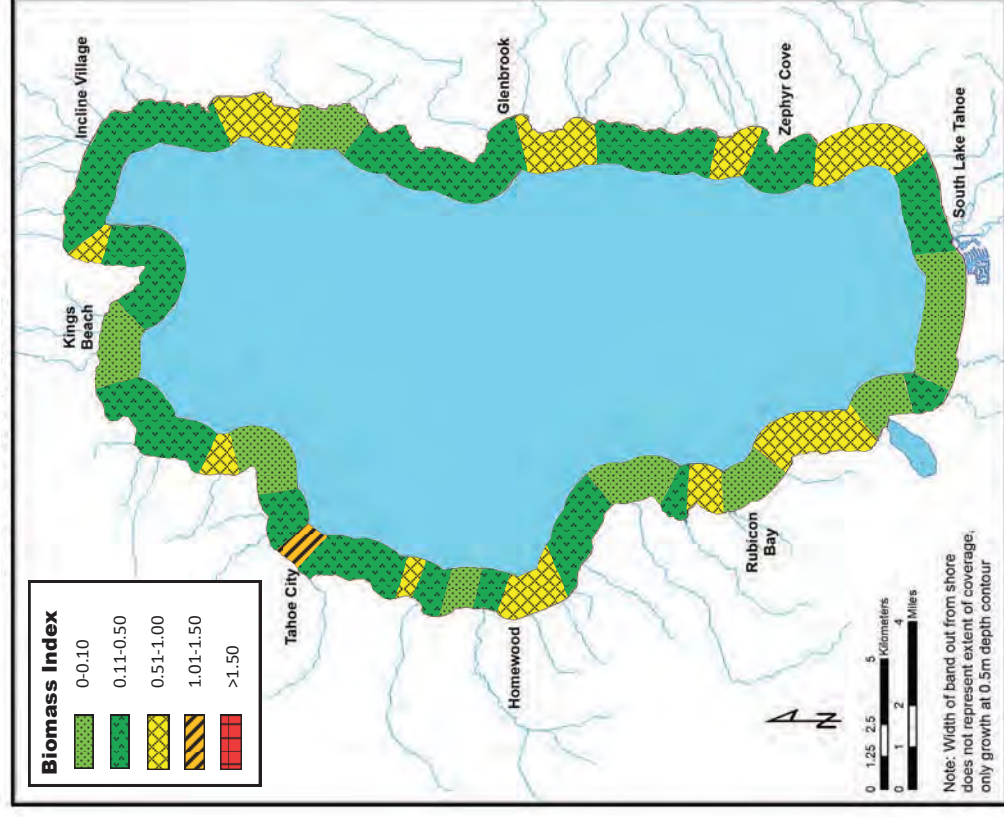 Biomass Index
0-0.10
0.11-0.50
0.51-1.00
1.01-1.50
>1.50
Incline Village
Kings
Beach
Glenbrook
Tahoe City
Homewood
Zephyr Cove
Rubicon
Bay
South Lake Tahoe
N
0 1.25 2.5 5
Kilometers
0 1 2 4
Miles
Note: Width of band out from shore
does not represent extent of coverage,
only growth at 0.5m depth contour